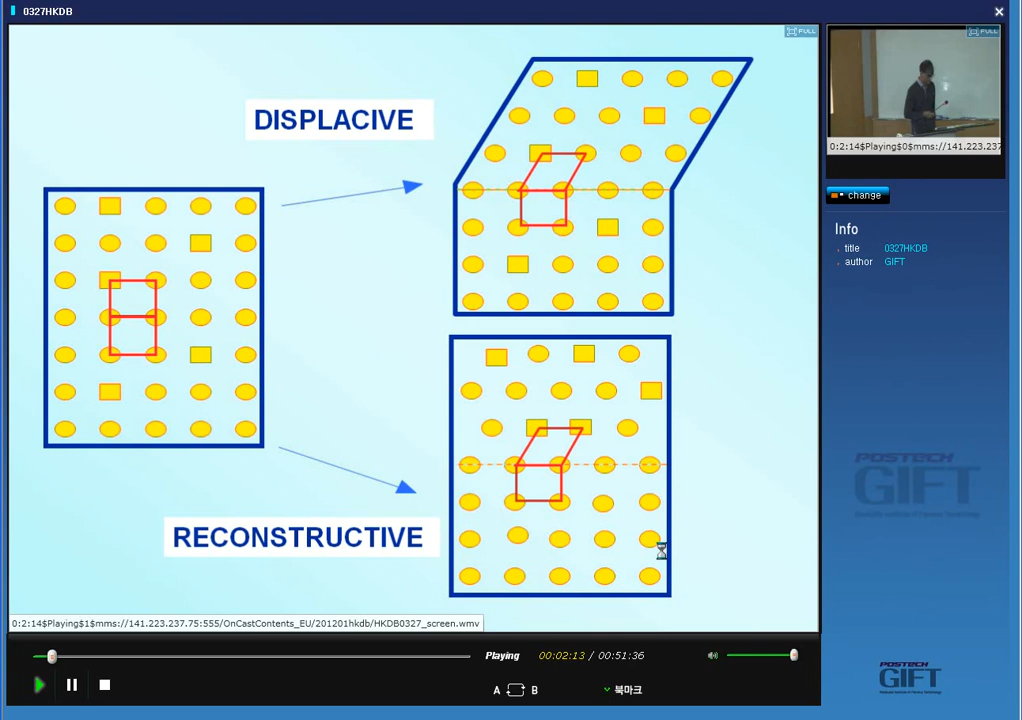 0327HKDB
FULL
FULL
DISPLACIVE
RECONSTRUCTIVE
0:2:14$Playing$0$mms://141.223.237
change
Info
title 0327HKDB
author GIFT
POSTECH
GIFT
0:2:14$Playing$1$mms://141.223.237.75:555/OnCastContents_EU/201201hkdb/HKDB0327_screen.wmv
Playing 00:02:13 / 00:51:36
A B 북마크
POSTECH
GIFT